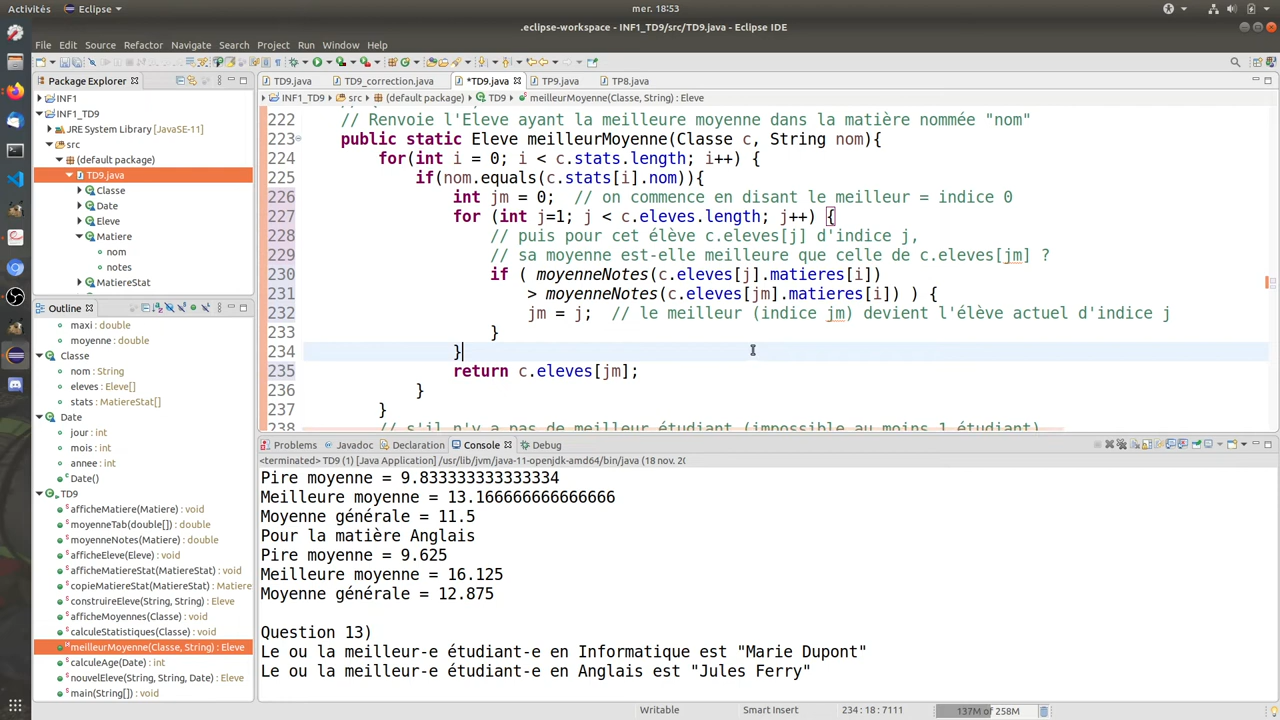 Activités
Eclipse
mer. 18:53
.eclipse-workspace - INF1_TD9/src/TD9.java - Eclipse IDE
File Edit Source Refactor Navigate Search Project Run Window Help
Package Explorer
INF1
INF1_TD9
JRE System Library [JavaSE-11]
src
(default package)
TD9.java
Classe
Date
Eleve
Matiere
nom
notes
MatiereStat
Outline
maxi : double
moyenne : double
Classe
nom : String
eleves : Eleve[]
stats : MatiereStat[]
Date
jour : int
mois : int
annee : int
Date()
TD9
afficheMatiere(Matiere) : void
moyenneTab(double[]) : double
moyenneNotes(Matiere) : double
afficheEleve(Eleve) : void
afficheMatiereStat(MatiereStat) : void
copieMatiereStat(MatiereStat) : Matiere
construireEleve(String, String) : Eleve
afficheMoyennes(Classe) : void
calculeStatistiques(Classe) : void
meilleurMoyenne(Classe, String) : Eleve
calculeAge(Date) : int
nouvelEleve(String, String, Date) : Eleve
main(String[]) : void
TD9.java TD9_correction.java *TD9.java TP9.java TP8.java
INF1_TD9 src (default package) TD9 meilleurMoyenne(Classe, String) : Eleve
222 // Renvoie l'Eleve ayant la meilleure moyenne dans la matière nommée "nom"
223 public static Eleve meilleurMoyenne(Classe c, String nom){
224 for(int i = 0; i < c.stats.length; i++) {
225 if(nom.equals(c.stats[i].nom)){
226 int jm = 0; // on commence en disant le meilleur = indice 0
227 for (int j=1; j < c.eleves.length; j++) {
228 // puis pour cet élève c.eleves[j] d'indice j,
229 // sa moyenne est-elle meilleure que celle de c.eleves[jm] ?
230 if ( moyenneNotes(c.eleves[j].matieres[i])
231 > moyenneNotes(c.eleves[jm].matieres[i]) ) {
232 jm = j; // le meilleur (indice jm) devient l'élève actuel d'indice j
233 }
234 }
235 return c.eleves[jm];
236 }
237 }
238 // s'il n'y a pas de meilleur étudiant (impossible au moins 1 étudiant)
Problems Javadoc Declaration Console Debug
<terminated> TD9 (1) [Java Application] /usr/lib/jvm/java-11-openjdk-amd64/bin/java (18 nov. 20
Pire moyenne = 9.833333333333334
Meilleure moyenne = 13.166666666666666
Moyenne générale = 11.5
Pour la matière Anglais
Pire moyenne = 9.625
Meilleure moyenne = 16.125
Moyenne générale = 12.875
Question 13)
Le ou la meilleur-e étudiant-e en Informatique est "Marie Dupont"
Le ou la meilleur-e étudiant-e en Anglais est "Jules Ferry"
Writable
Smart Insert
234 : 18 : 7111
137M of 258M